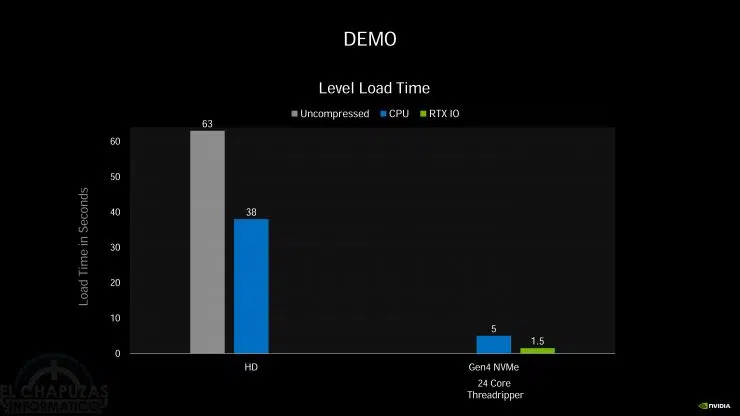 DEMO
Level Load Time
Uncompressed CPU RTX IO
63
60
50
40
38
30
20
10
5
1.5
0
Load Time in Seconds
HD
Gen4 NVMe
24 Core
Threadripper
EL CHAPUZAS
INFORMÁTICO
NVIDIA